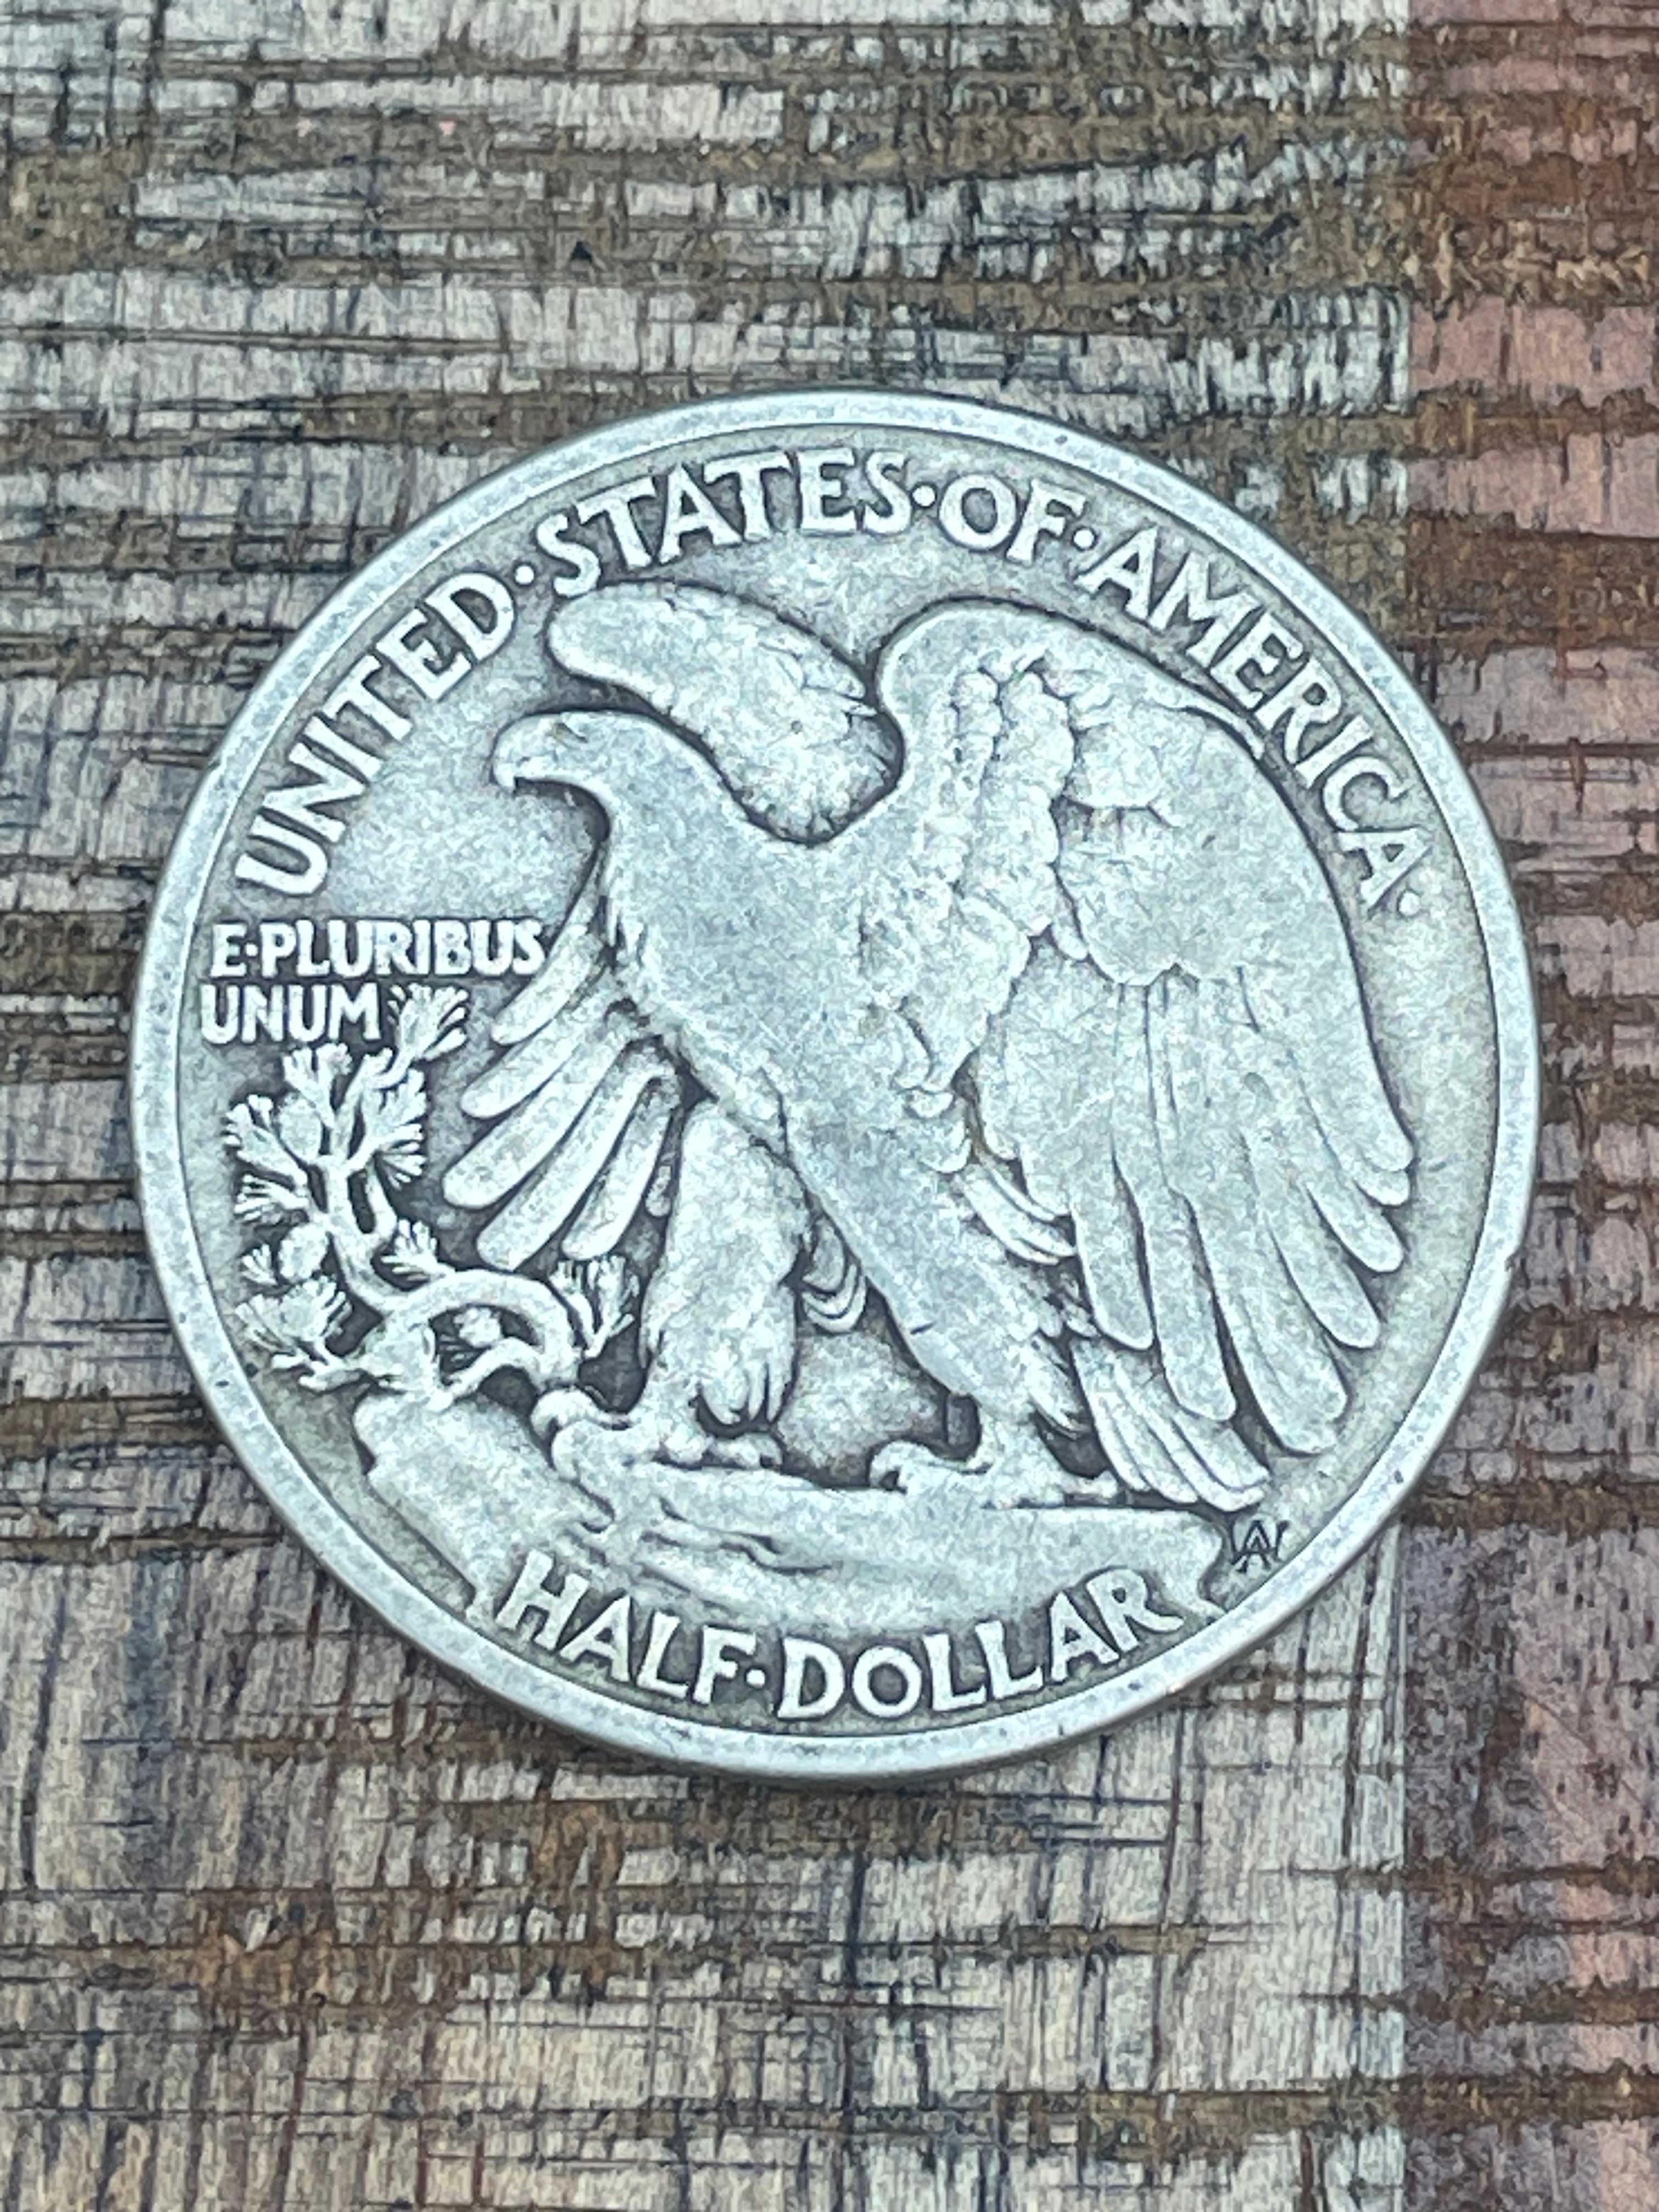 UNITED·STATES·OF·AMERICA·
E·PLURIBUS
UNUM
HALF·DOLLAR
AW